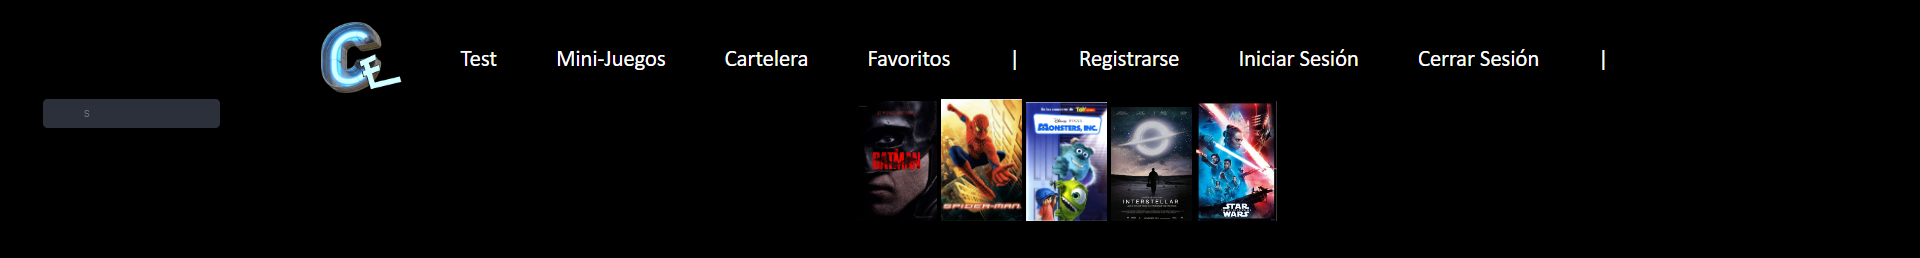 CE
Test Mini-Juegos Cartelera Favoritos | Registrarse Iniciar Sesión Cerrar Sesión |
s
BATMAN
SPIDER-MAN
DISNEY PIXAR
MONSTERS, INC.
INTERSTELLAR
STAR
WARS